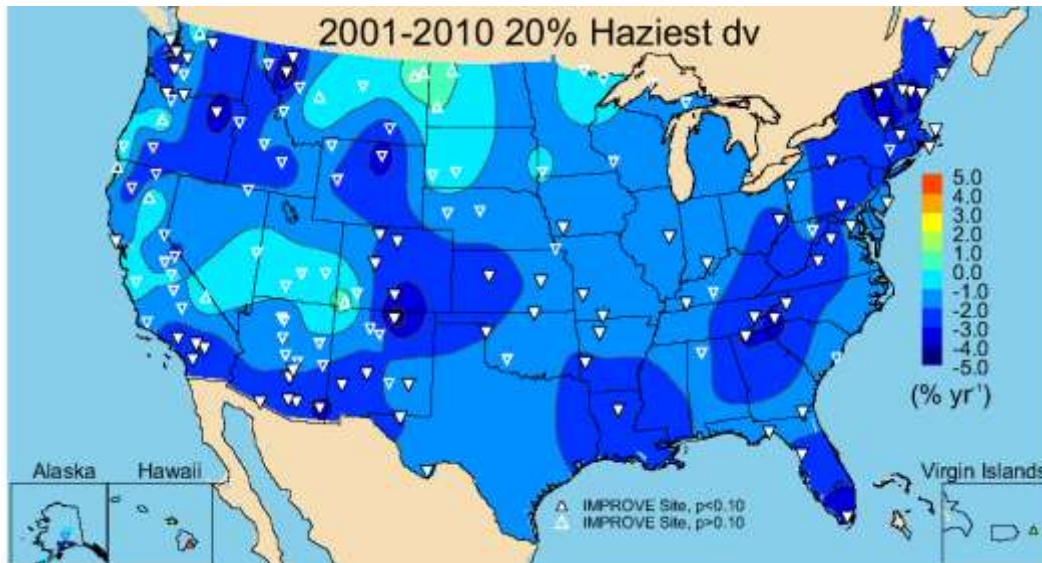 2001-2010 20% Haziest dv
5.0
4.0
3.0
2.0
1.0
0.0
-1.0
-2.0
-3.0
-4.0
-5.0
(% yr⁻¹)
Alaska
Hawaii
Virgin Islands
IMPROVE Site, p<0.10
IMPROVE Site, p>0.10